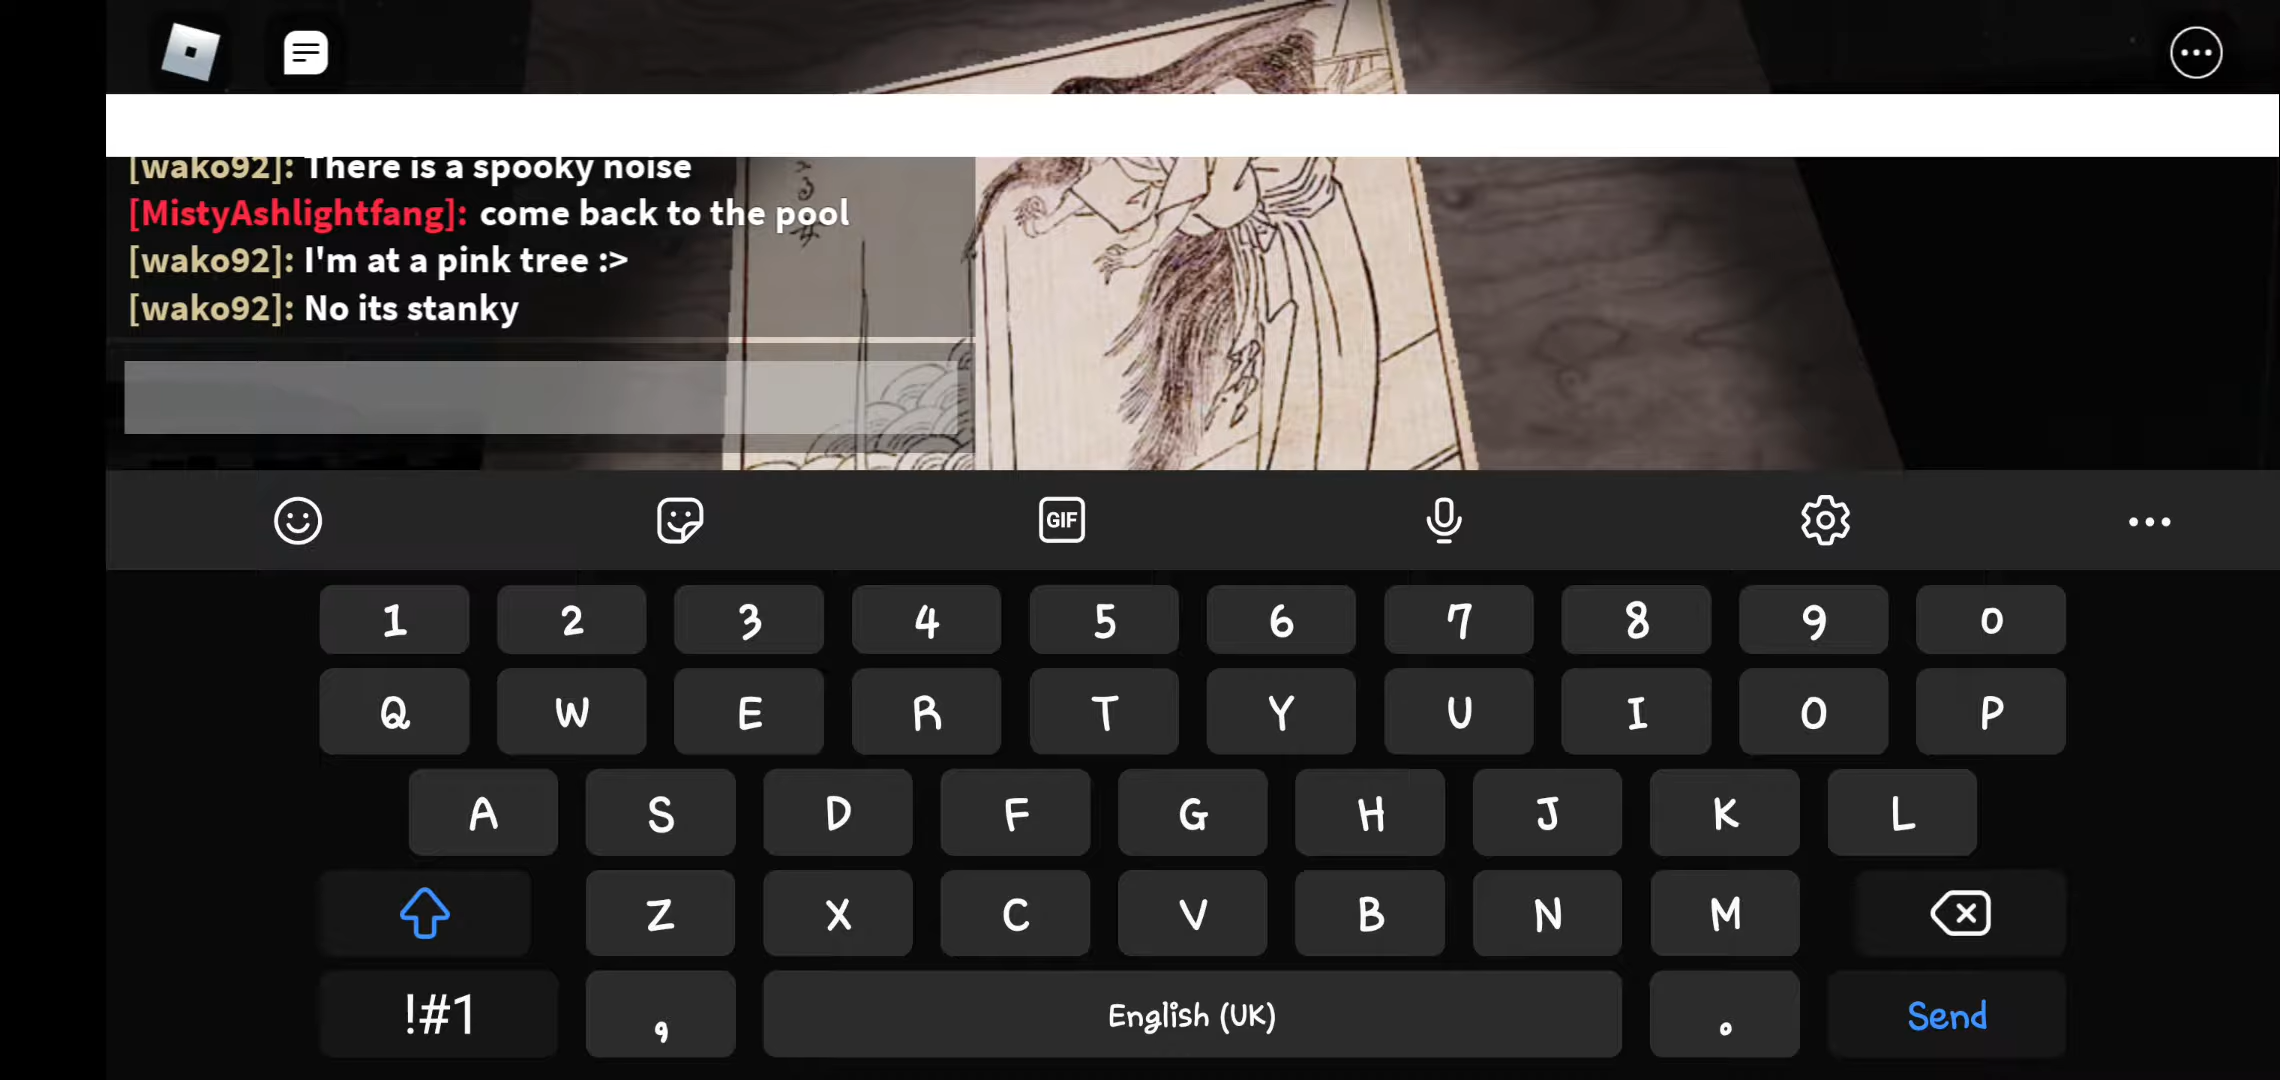 [wako92]: There is a spooky noise
[MistyAshlightfang]: come back to the pool
[wako92]: I'm at a pink tree :>
[wako92]: No its stanky
GIF
1 2 3 4 5 6 7 8 9 0
Q W E R T Y U I O P
A S D F G H J K L
Z X C V B N M
!#1 , English (UK) . Send